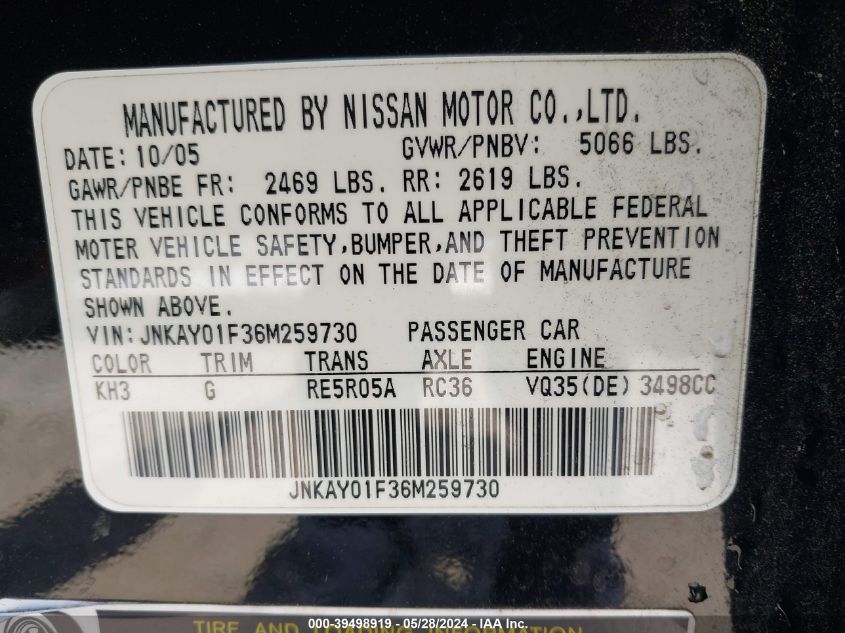 MANUFACTURED BY NISSAN MOTOR CO.,LTD.
DATE: 10/05 GVWR/PNBV: 5066 LBS.
GAWR/PNBE FR: 2469 LBS. RR: 2619 LBS.
THIS VEHICLE CONFORMS TO ALL APPLICABLE FEDERAL
MOTER VEHICLE SAFETY,BUMPER,AND THEFT PREVENTION
STANDARDS IN EFFECT ON THE DATE OF MANUFACTURE
SHOWN ABOVE.
VIN:JNKAY01F36M259730 PASSENGER CAR
COLOR TRIM TRANS AXLE ENGINE
KH3 G RE5R05A RC36 VQ35(DE) 3498CC
JNKAY01F36M259730
000-39498919 - 05/28/2024 - IAA Inc.
TIRE AND LOADING INFORMATION